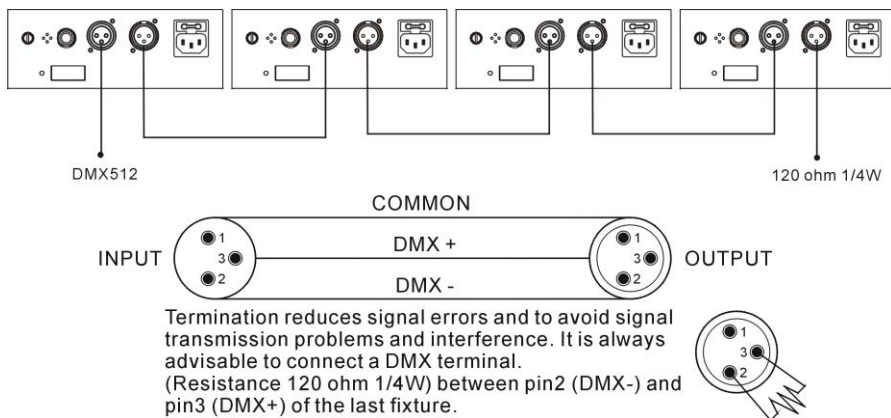 DMX512
120 ohm 1/4W
COMMON
INPUT
1
3
2
DMX +
DMX -
1
3
2
OUTPUT
Termination reduces signal errors and to avoid signal
transmission problems and interference. It is always
advisable to connect a DMX terminal.
(Resistance 120 ohm 1/4W) between pin2 (DMX-) and
pin3 (DMX+) of the last fixture.
1
3
2